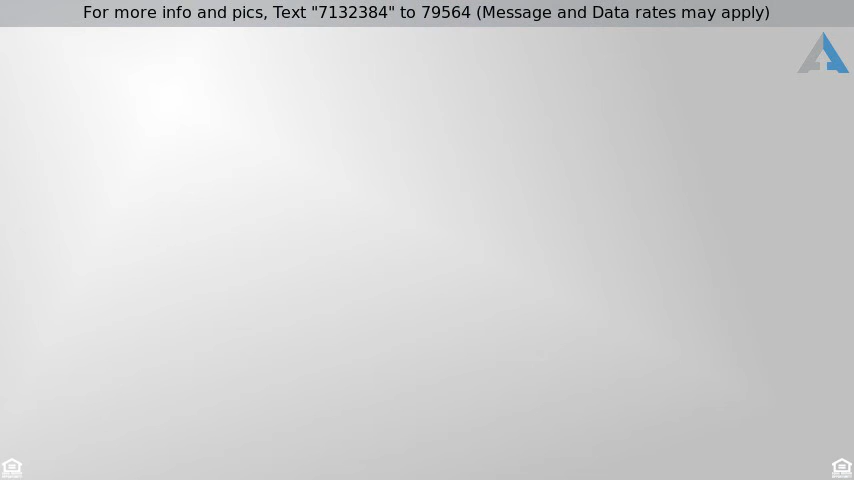 For more info and pics, Text "7132384" to 79564 (Message and Data rates may apply)